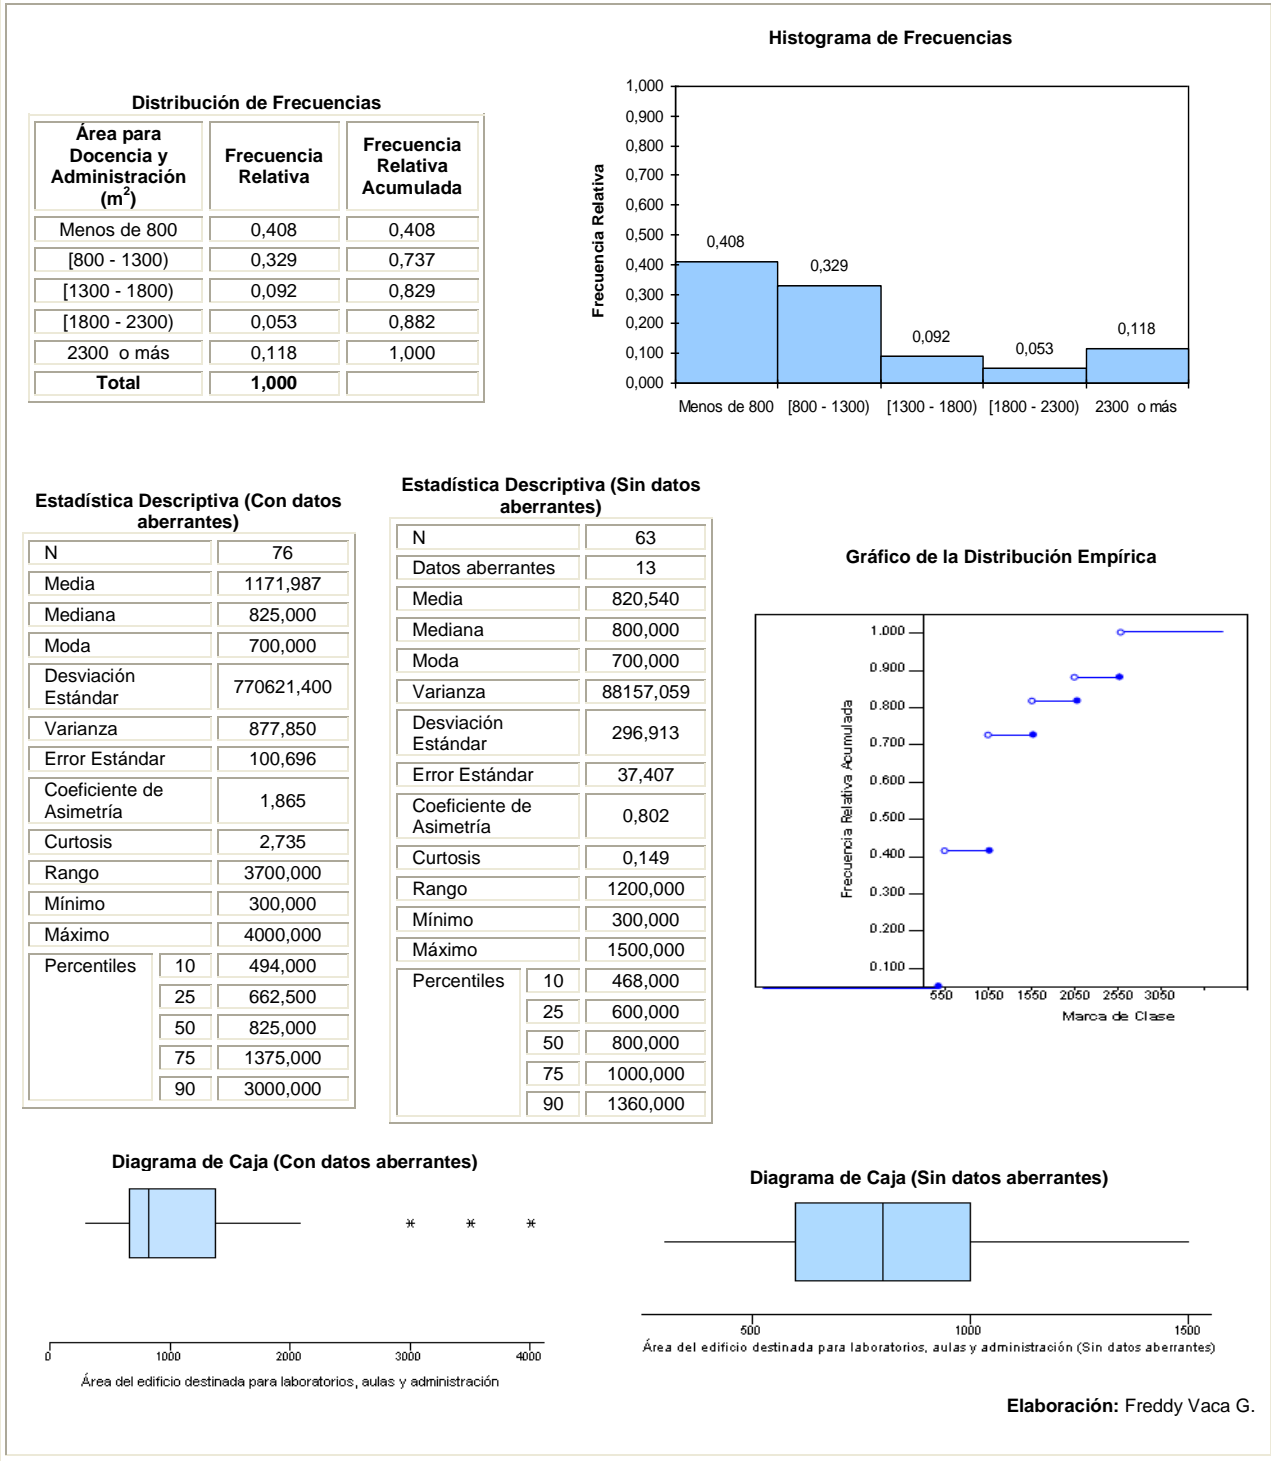 Histograma de Frecuencias
Distribución de Frecuencias
Área para Docencia y Administración (m²) Frecuencia Relativa Frecuencia Relativa Acumulada
Menos de 800 0,408 0,408
[800 - 1300) 0,329 0,737
[1300 - 1800) 0,092 0,829
[1800 - 2300) 0,053 0,882
2300 o más 0,118 1,000
Total 1,000
Frecuencia Relativa
1,000
0,900
0,800
0,700
0,600
0,500
0,400
0,300
0,200
0,100
0,000
0,408
0,329
0,092
0,053
0,118
Menos de 800 [800 - 1300) [1300 - 1800) [1800 - 2300) 2300 o más
Estadística Descriptiva (Con datos
aberrantes)
N 76
Media 1171,987
Mediana 825,000
Moda 700,000
Desviación Estándar 770621,400
Varianza 877,850
Error Estándar 100,696
Coeficiente de Asimetría 1,865
Curtosis 2,735
Rango 3700,000
Mínimo 300,000
Máximo 4000,000
Percentiles 10 494,000
25 662,500
50 825,000
75 1375,000
90 3000,000
Estadística Descriptiva (Sin datos
aberrantes)
N 63
Datos aberrantes 13
Media 820,540
Mediana 800,000
Moda 700,000
Varianza 88157,059
Desviación Estándar 296,913
Error Estándar 37,407
Coeficiente de Asimetría 0,802
Curtosis 0,149
Rango 1200,000
Mínimo 300,000
Máximo 1500,000
Percentiles 10 468,000
25 600,000
50 800,000
75 1000,000
90 1360,000
Gráfico de la Distribución Empírica
Frecuencia Relativa Acumulada
1.000
0.900
0.800
0.700
0.600
0.500
0.400
0.300
0.200
0.100
550 1050 1550 2050 2550 3050
Marca de Clase
Diagrama de Caja (Con datos aberrantes)
0 1000 2000 3000 4000
Área del edificio destinada para laboratorios, aulas y administración
Diagrama de Caja (Sin datos aberrantes)
500 1000 1500
Área del edificio destinada para laboratorios, aulas y administración (Sin datos aberrantes)
Elaboración: Freddy Vaca G.